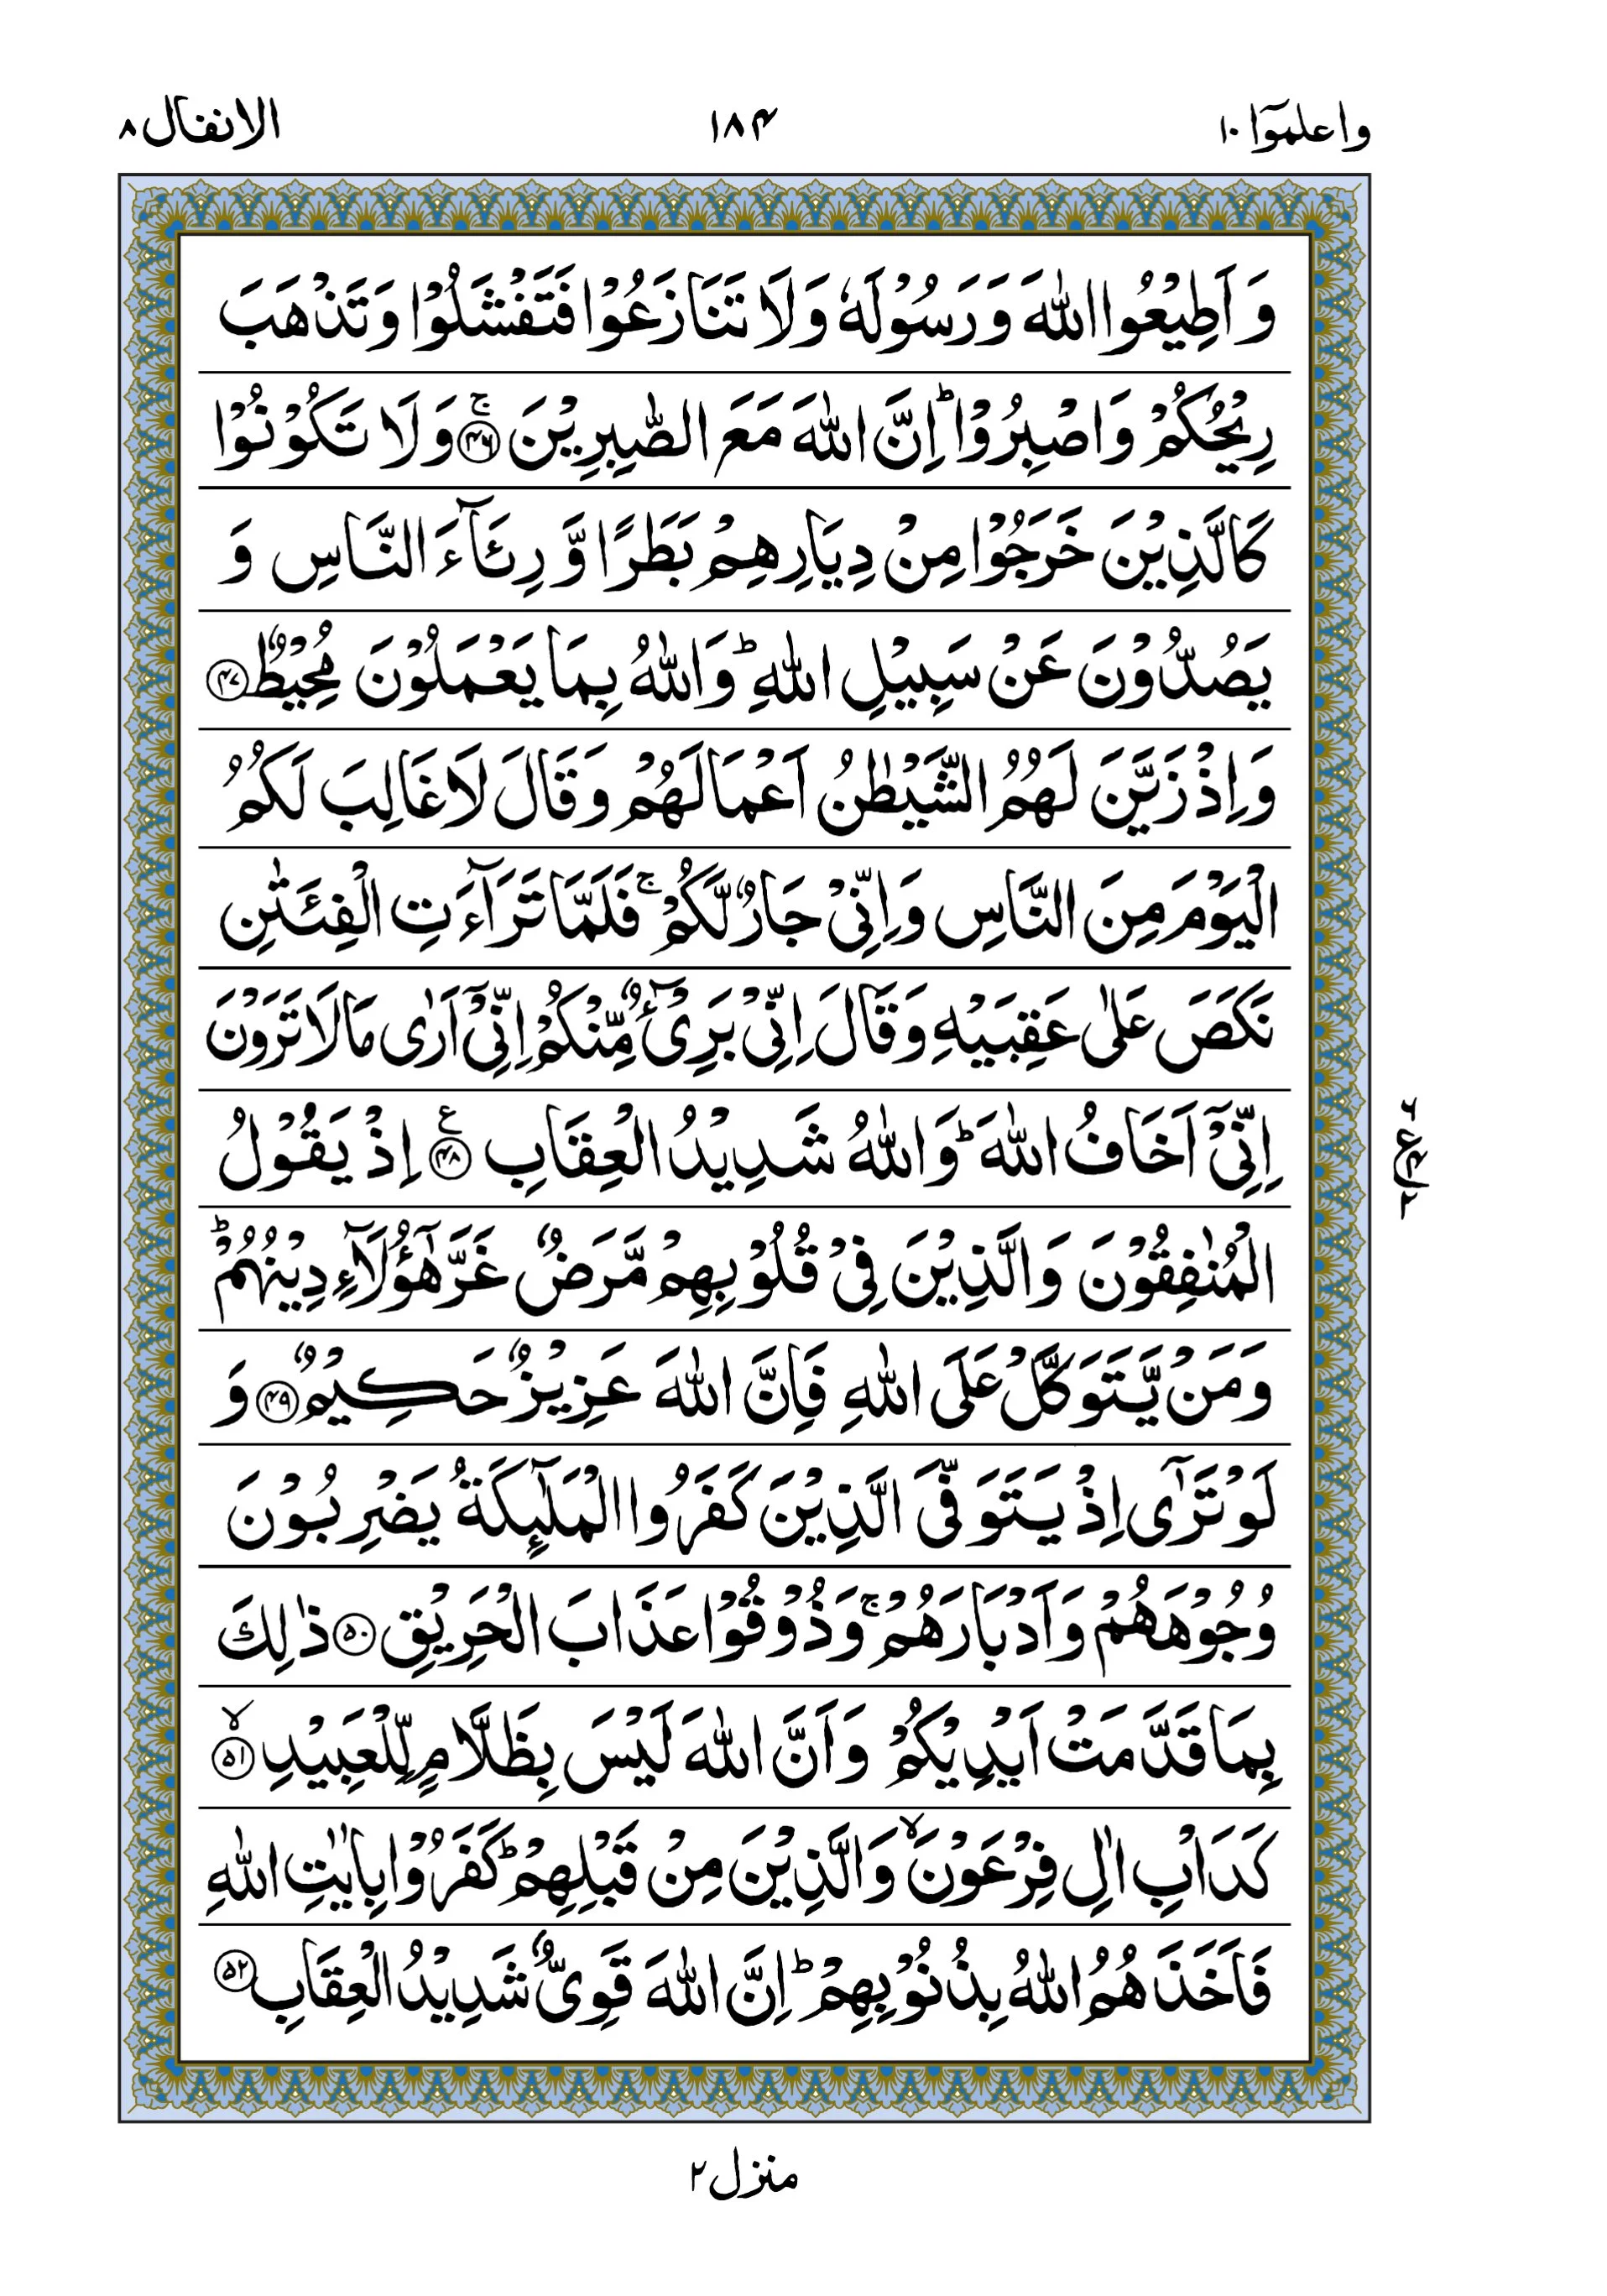 واعلموٓا ١٠ ١٨۴ الانفال ٨
وَ اَطِيْعُوا اللّٰهَ وَ رَسُوْلَهٗ وَلَا تَنَازَعُوْا فَتَفْشَلُوْا وَتَذْهَبَ
رِيْحُكُمْ وَاصْبِرُوْا ؕ اِنَّ اللّٰهَ مَعَ الصّٰبِرِيْنَ ۚ ﴿۴۶﴾ وَلَا تَكُوْنُوْا
كَالَّذِيْنَ خَرَجُوْا مِنْ دِيَارِهِمْ بَطَرًا وَّ رِئَآءَ النَّاسِ وَ
يَصُدُّوْنَ عَنْ سَبِيْلِ اللّٰهِ ؕ وَاللّٰهُ بِمَا يَعْمَلُوْنَ مُحِيْطٌ ﴿۴۷﴾
وَاِذْ زَيَّنَ لَهُمُ الشَّيْطٰنُ اَعْمَالَهُمْ وَقَالَ لَا غَالِبَ لَكُمُ
الْيَوْمَ مِنَ النَّاسِ وَاِنِّيْ جَارٌ لَّكُمْ ۚ فَلَمَّا تَرَآءَتِ الْفِئَتٰنِ
نَكَصَ عَلٰى عَقِبَيْهِ وَقَالَ اِنِّيْ بَرِيْٓءٌ مِّنْكُمْ اِنِّيْۤ اَرٰى مَا لَا تَرَوْنَ
اِنِّيْۤ اَخَافُ اللّٰهَ ؕ وَاللّٰهُ شَدِيْدُ الْعِقَابِ ﴿۴۸﴾ ع اِذْ يَقُوْلُ
الْمُنٰفِقُوْنَ وَالَّذِيْنَ فِيْ قُلُوْبِهِمْ مَّرَضٌ غَرَّ هٰٓؤُلَآءِ دِيْنُهُمْ ؕ
وَمَنْ يَّتَوَكَّلْ عَلَى اللّٰهِ فَاِنَّ اللّٰهَ عَزِيْزٌ حَكِيْمٌ ﴿۴۹﴾ وَ
لَوْ تَرٰٓى اِذْ يَتَوَفَّى الَّذِيْنَ كَفَرُوا الْمَلٰٓئِكَةُ يَضْرِبُوْنَ
وُجُوْهَهُمْ وَاَدْبَارَهُمْ ۚ وَذُوْقُوْا عَذَابَ الْحَرِيْقِ ﴿۵۰﴾ ذٰلِكَ
بِمَا قَدَّمَتْ اَيْدِيْكُمْ وَاَنَّ اللّٰهَ لَيْسَ بِظَلَّامٍ لِّلْعَبِيْدِ ۙ ﴿۵۱﴾
كَدَاْبِ اٰلِ فِرْعَوْنَ ۙ وَالَّذِيْنَ مِنْ قَبْلِهِمْ ؕ كَفَرُوْا بِاٰيٰتِ اللّٰهِ
فَاَخَذَهُمُ اللّٰهُ بِذُنُوْبِهِمْ ؕ اِنَّ اللّٰهَ قَوِيٌّ شَدِيْدُ الْعِقَابِ ﴿۵۲﴾
منزل ٢